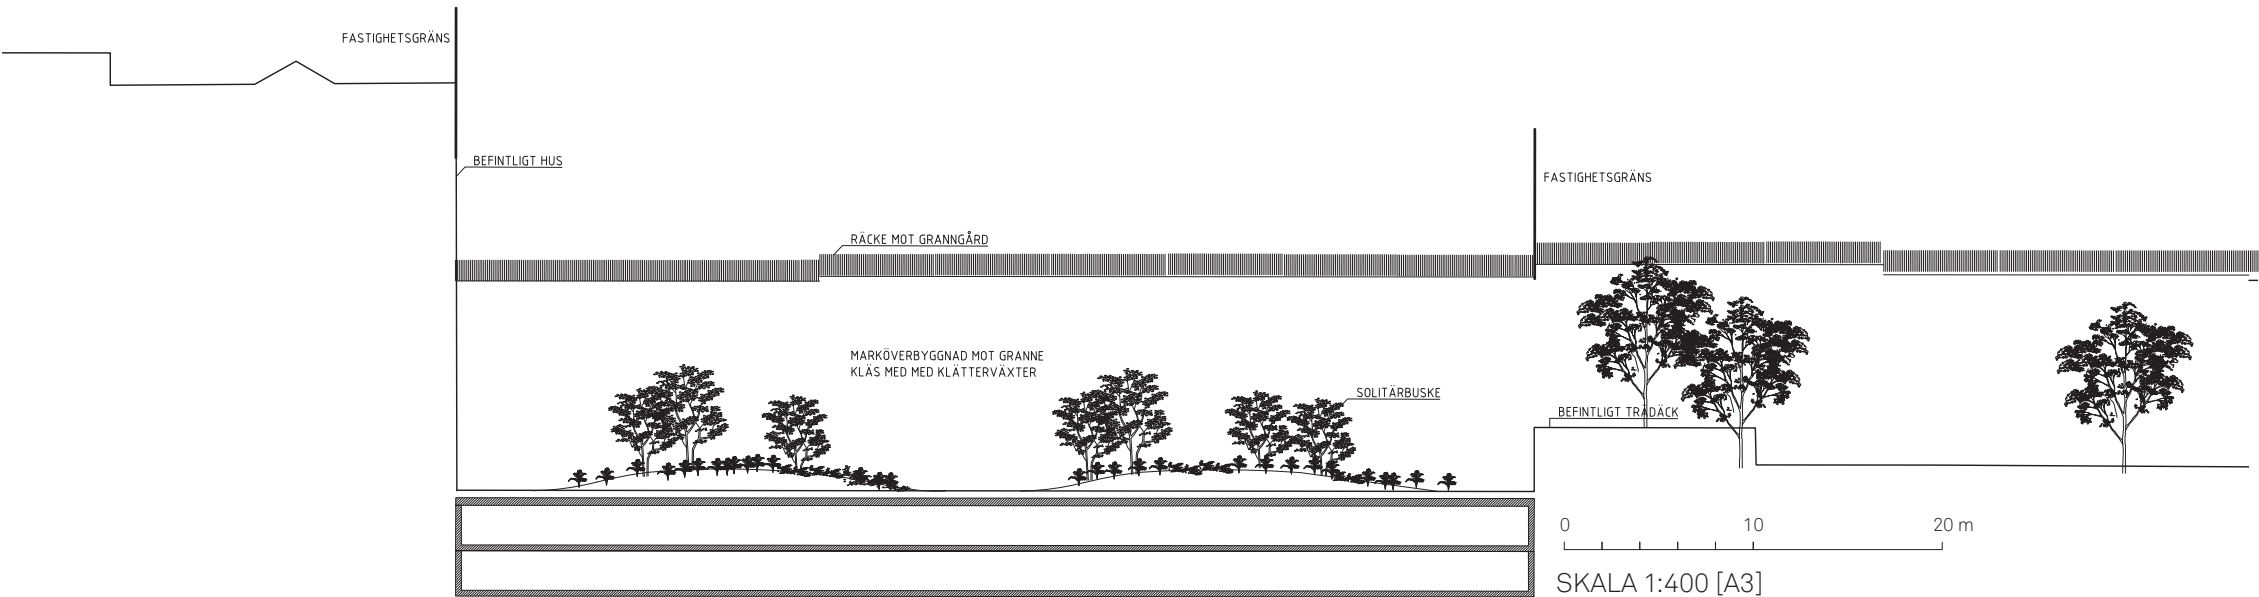 FASTIGHETSGRÄNS
BEFINTLIGT HUS
FASTIGHETSGRÄNS
RÄCKE MOT GRANNGÅRD
MARKÖVERBYGGNAD MOT GRANNE
KLÄS MED MED KLÄTTERVÄXTER
SOLITÄRBUSKE
BEFINTLIGT TRÄDÄCK
0 10 20 m
SKALA 1:400 [A3]